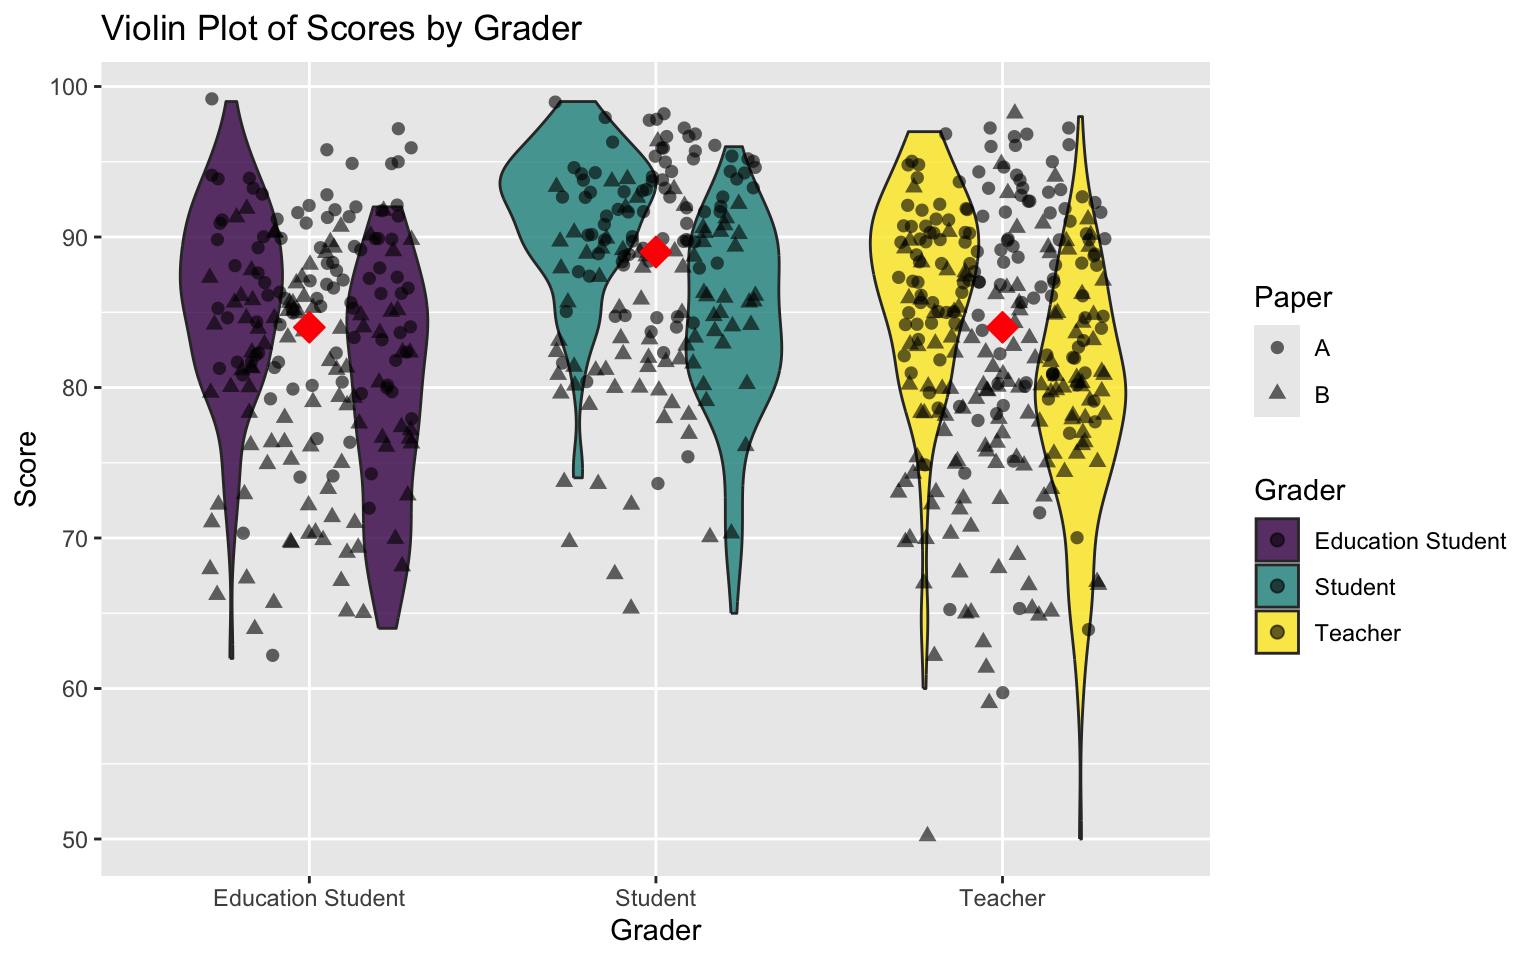 Violin Plot of Scores by Grader
Score
100
90
80
70
60
50
Education Student
Student
Teacher
Grader
Paper
A
B
Grader
Education Student
Student
Teacher